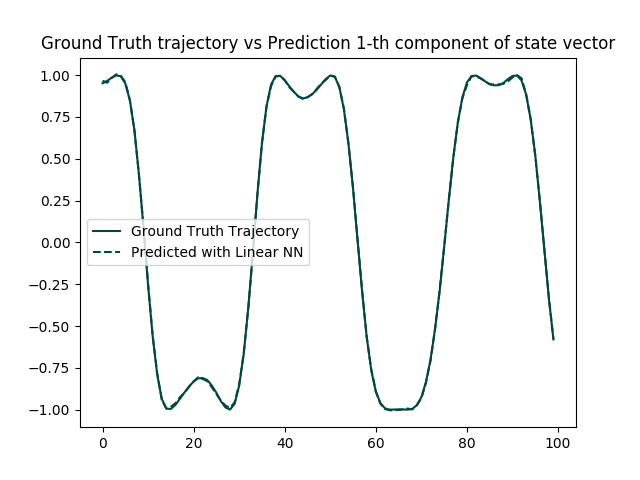 Ground Truth trajectory vs Prediction 1-th component of state vector
1.00
0.75
0.50
0.25
0.00
−0.25
−0.50
−0.75
−1.00
Ground Truth Trajectory
Predicted with Linear NN
0 20 40 60 80 100